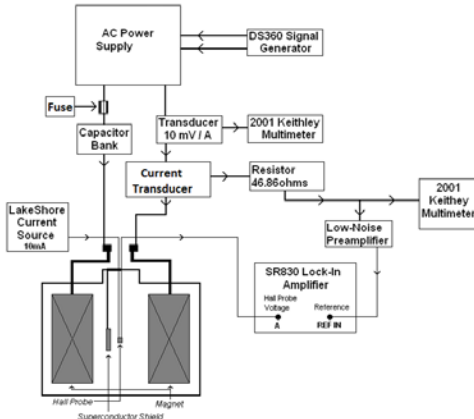 AC Power
Supply
DS360 Signal
Generator
Fuse
Capacitor
Bank
Transducer
10 mV / A
2001 Keithley
Multimeter
Current
Transducer
Resistor
46.86ohms
2001
Keithey
Multimeter
LakeShore
Current
Source
10mA
Low-Noise
Preamplifier
SR830 Lock-In
Amplifier
Hall Probe
Voltage
A
Reference
REF IN
Hall Probe
Magnet
Superconductor Shield